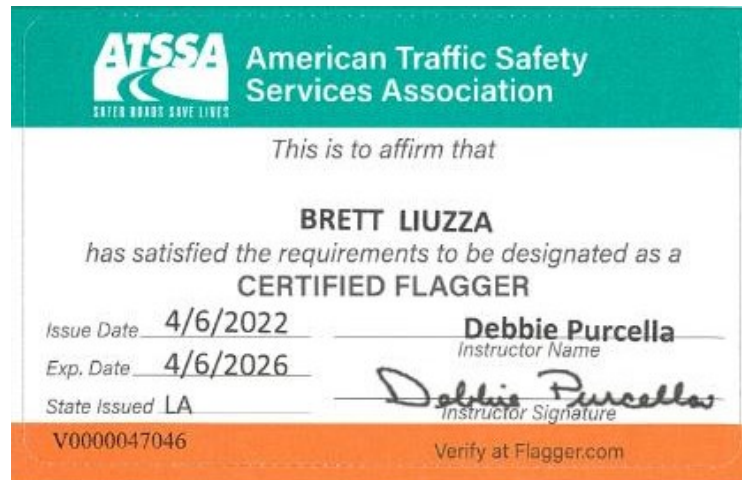 ATSSA
SAFER ROADS SAVE LIVES
American Traffic Safety
Services Association
This is to affirm that
BRETT LIUZZA
has satisfied the requirements to be designated as a
CERTIFIED FLAGGER
Issue Date 4/6/2022
Debbie Purcella
Instructor Name
Exp. Date 4/6/2026
Debbie Purcella
Instructor Signature
State Issued LA
V0000047046
Verify at Flagger.com